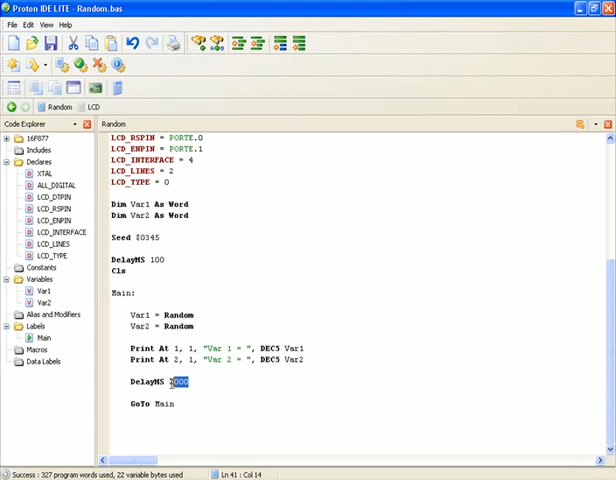 Proton IDE LITE - Random.bas
File Edit View Help
Random LCD
Code Explorer
Random
16F877
Includes
Declares
XTAL
ALL_DIGITAL
LCD_DTPIN
LCD_RSPIN
LCD_ENPIN
LCD_INTERFACE
LCD_LINES
LCD_TYPE
Constants
Variables
Var1
Var2
Alias and Modifiers
Labels
Main
Macros
Data Labels
LCD_RSPIN = PORTE.0
LCD_ENPIN = PORTE.1
LCD_INTERFACE = 4
LCD_LINES = 2
LCD_TYPE = 0
Dim Var1 As Word
Dim Var2 As Word
Seed $0345
DelayMS 100
Cls
Main:
Var1 = Random
Var2 = Random
Print At 1, 1, "Var 1 = ", DEC5 Var1
Print At 2, 1, "Var 2 = ", DEC5 Var2
DelayMS
GoTo Main
Success : 327 program words used, 22 variable bytes used
Ln 41 : Col 14